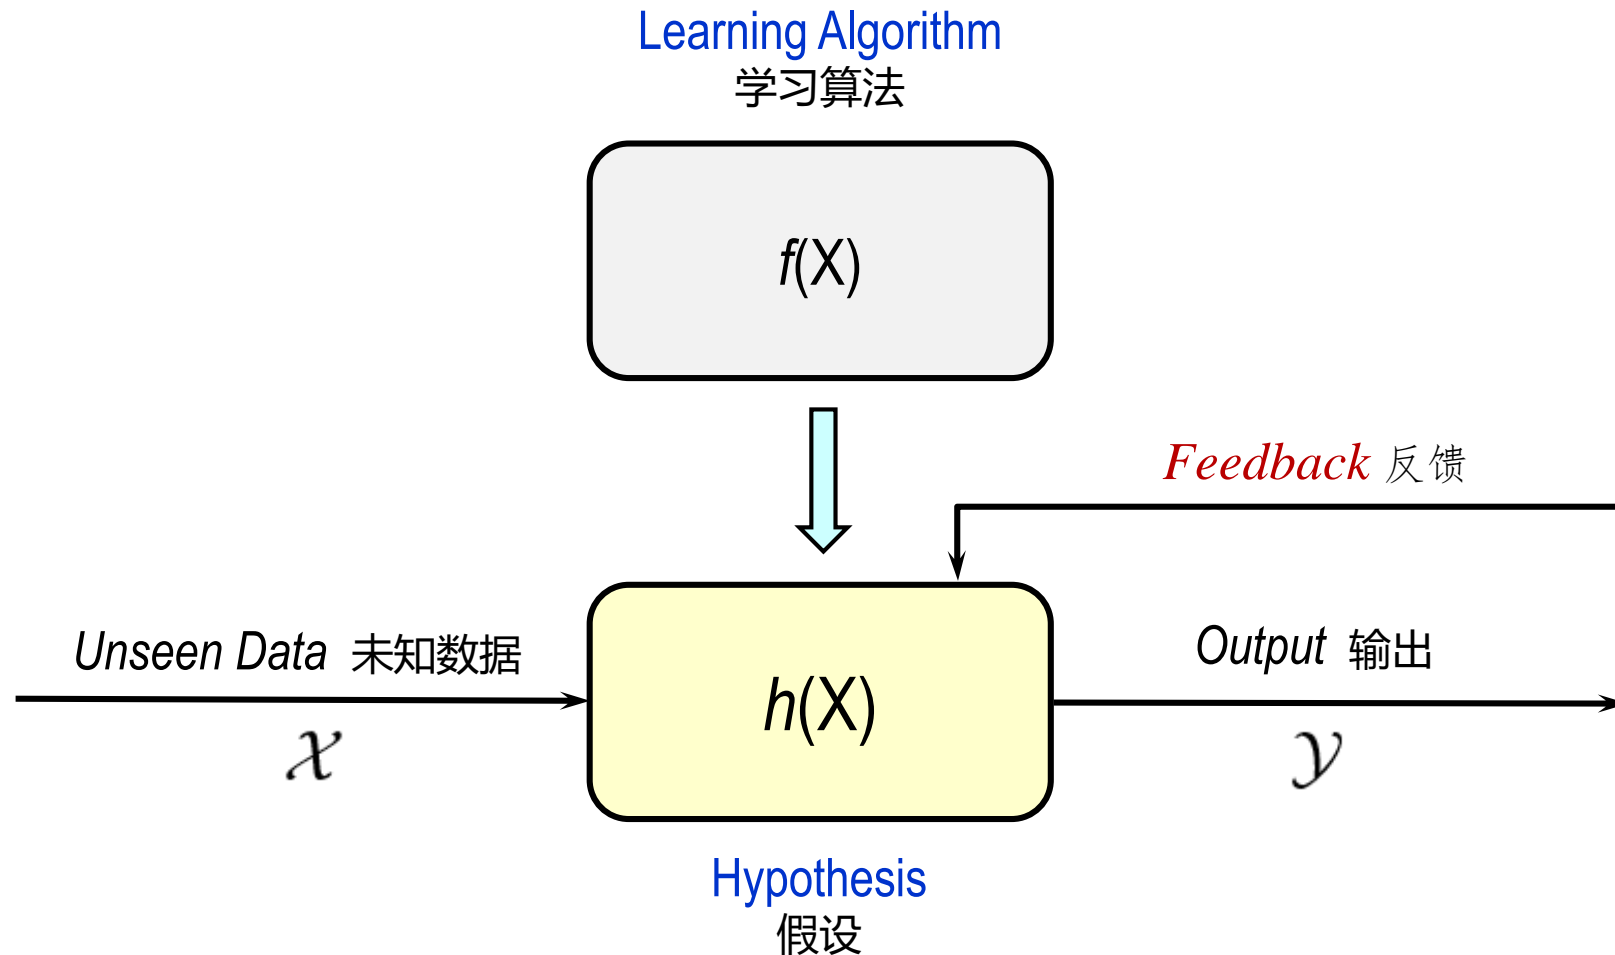 Learning Algorithm
学习算法
f(X)
Feedback 反馈
Unseen Data 未知数据
Output 输出
h(X)
𝒳
𝒴
Hypothesis
假设